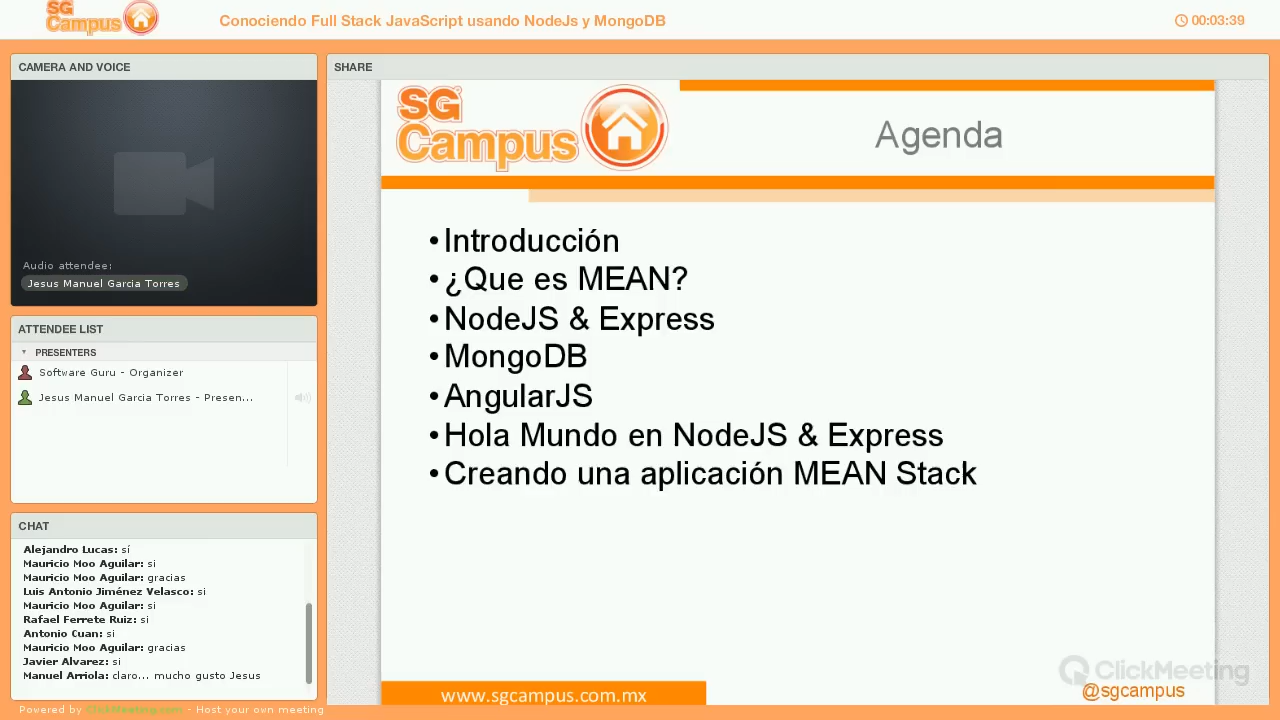 SG Campus
Conociendo Full Stack JavaScript usando NodeJs y MongoDB
00:03:39
CAMERA AND VOICE
Audio attendee:
Jesus Manuel Garcia Torres
ATTENDEE LIST
PRESENTERS
Software Guru - Organizer
Jesus Manuel Garcia Torres - Presen...
CHAT
Alejandro Lucas: sí
Mauricio Moo Aguilar: si
Mauricio Moo Aguilar: gracias
Luis Antonio Jiménez Velasco: si
Mauricio Moo Aguilar: si
Rafael Ferrete Ruiz: si
Antonio Cuan: si
Mauricio Moo Aguilar: gracias
Javier Alvarez: si
Manuel Arriola: claro... mucho gusto Jesus
Powered by ClickMeeting.com - Host your own meeting
SHARE
SG
Campus
Agenda
•Introducción
•¿Que es MEAN?
•NodeJS & Express
•MongoDB
•AngularJS
•Hola Mundo en NodeJS & Express
•Creando una aplicación MEAN Stack
www.sgcampus.com.mx
ClickMeeting
@sgcampus